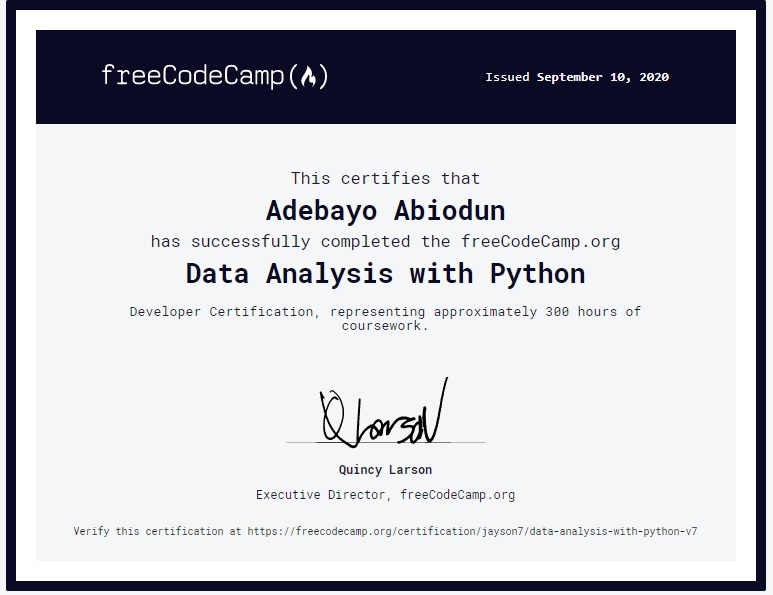 freeCodeCamp(🔥)
Issued September 10, 2020
This certifies that
Adebayo Abiodun
has successfully completed the freeCodeCamp.org
Data Analysis with Python
Developer Certification, representing approximately 300 hours of
coursework.
Q Larson
Quincy Larson
Executive Director, freeCodeCamp.org
Verify this certification at https://freecodecamp.org/certification/jayson7/data-analysis-with-python-v7